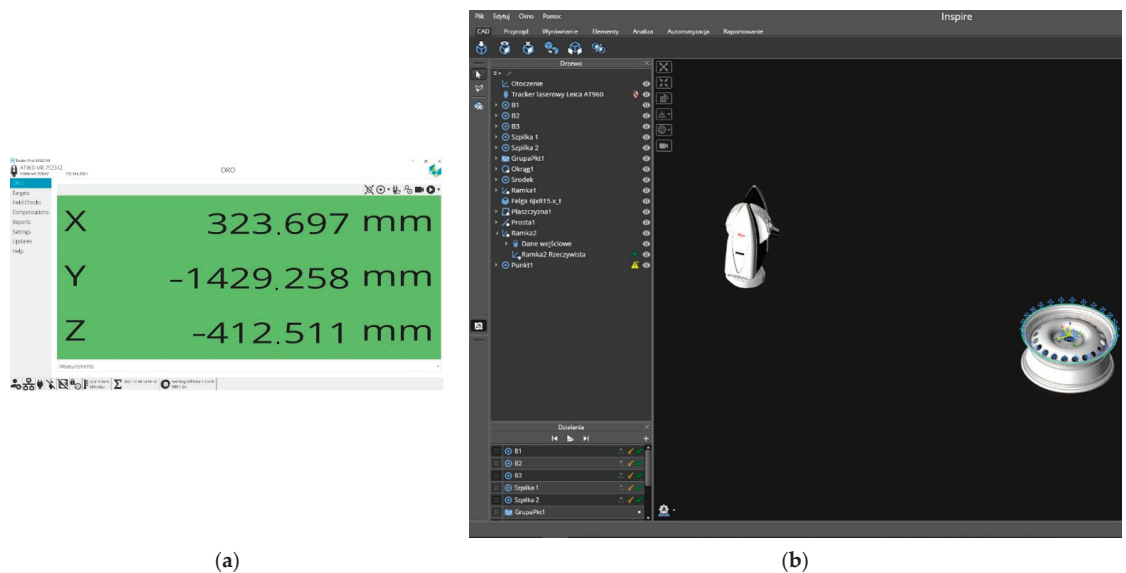 AT960 MR 753342
DRO
Targets
Field Checks
Compensations
Reports
Settings
Updates
Help
X 323.697 mm
Y -1429.258 mm
Z -412.511 mm
Measurements
(a)
Plik Edytuj Okno Pomoc
Inspire
CAD Przyrząd Wyrównanie Elementy Analiza Automatyzacja Raportowanie
Drzewo
Otoczenie
Tracker laserowy Leica AT960
B1
B2
B3
Szpilka 1
Szpilka 2
GrupaPkt1
Okrąg1
Srodek
Ramka1
Felga 6JxR15.x_t
Płaszczyzna1
Prosta1
Ramka2
Dane wejściowe
Ramka2 Rzeczywista
Punkt1
Działania
B1
B2
B3
Szpilka 1
Szpilka 2
GrupaPkt1
(b)